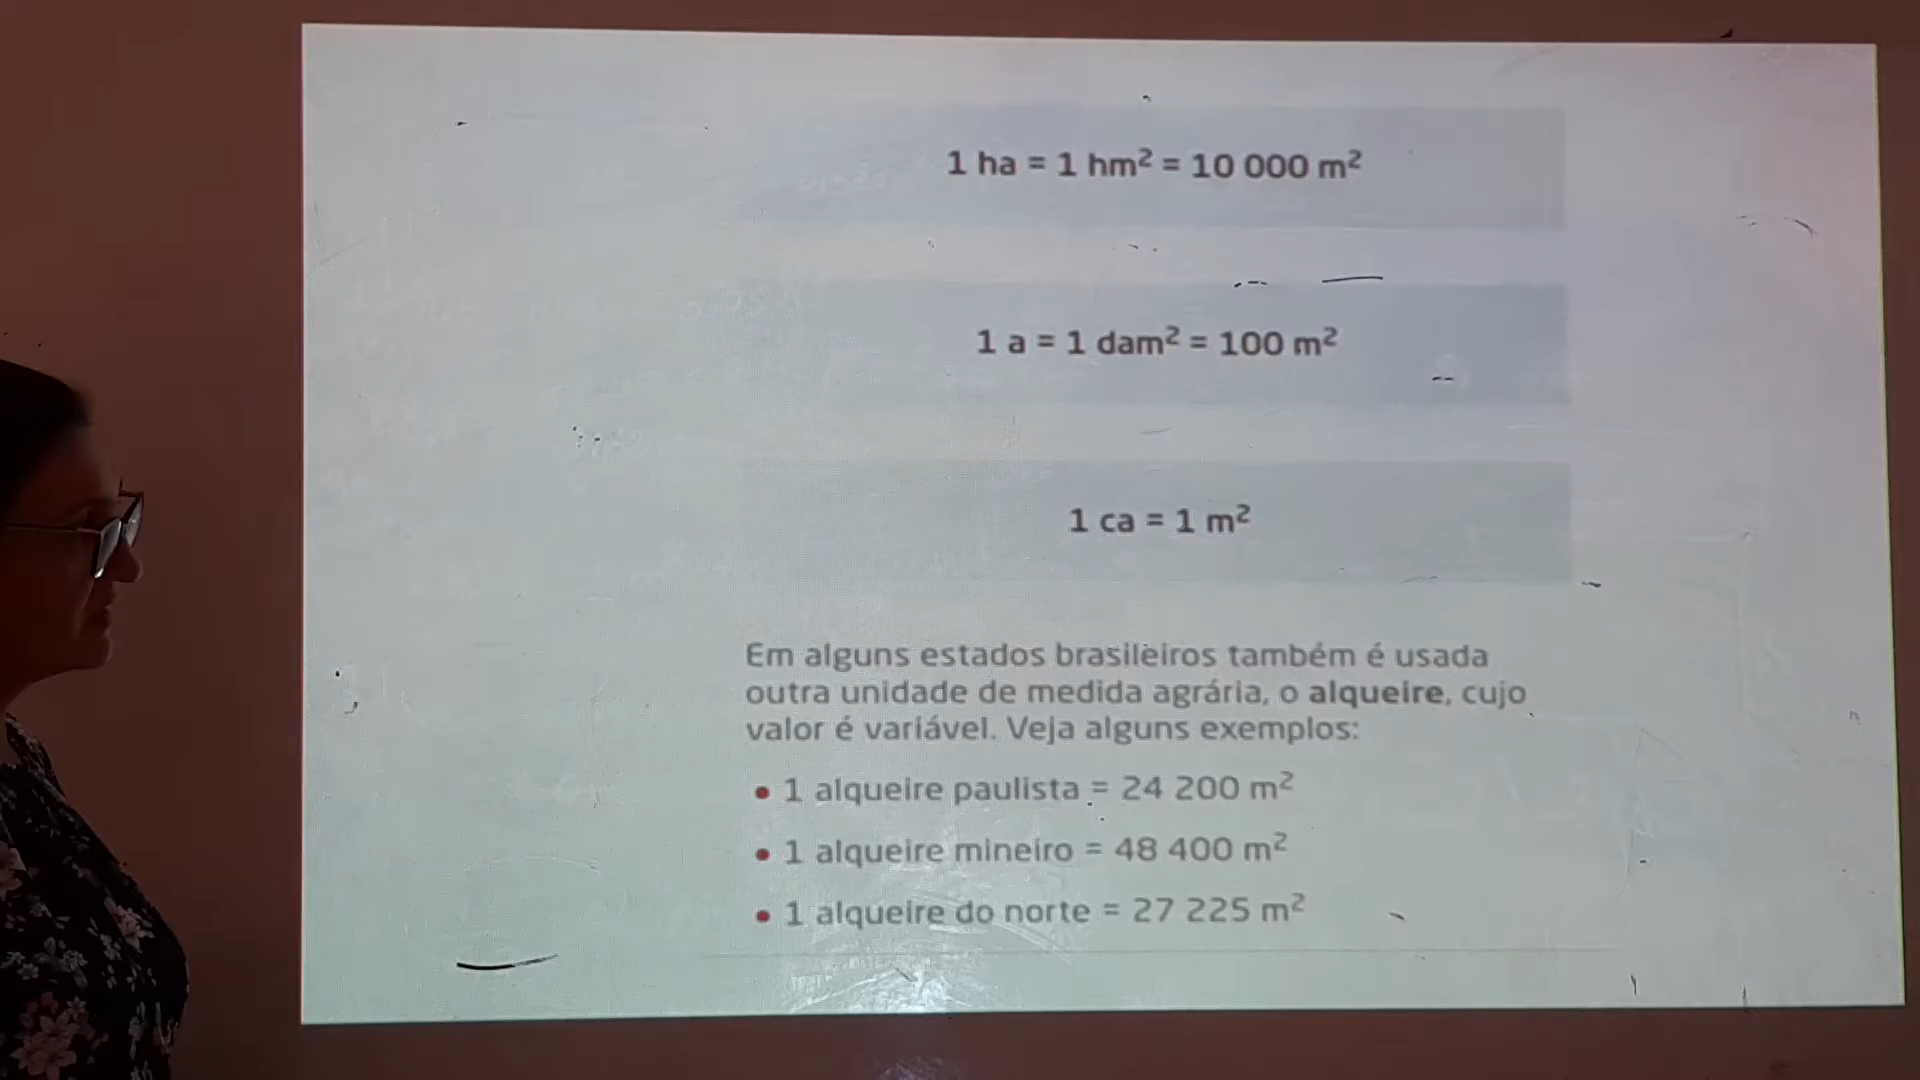 1 ha = 1 hm² = 10 000 m²
1 a = 1 dam² = 100 m²
1 ca = 1 m²
Em alguns estados brasileiros também é usada
outra unidade de medida agrária, o alqueire, cujo
valor é variável. Veja alguns exemplos:
• 1 alqueire paulista = 24 200 m²
• 1 alqueire mineiro = 48 400 m²
• 1 alqueire do norte = 27 225 m²